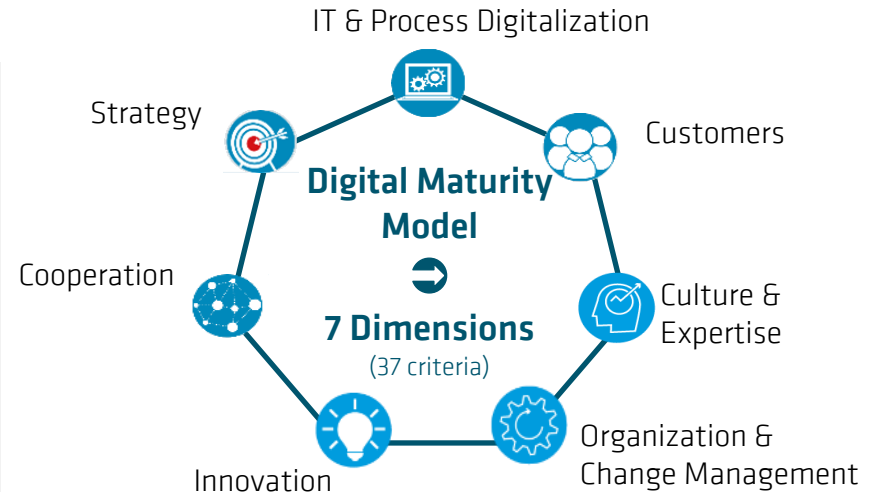 IT & Process Digitalization
Strategy
Customers
Digital Maturity
Model
7 Dimensions
(37 criteria)
Cooperation
Culture &
Expertise
Organization &
Change Management
Innovation